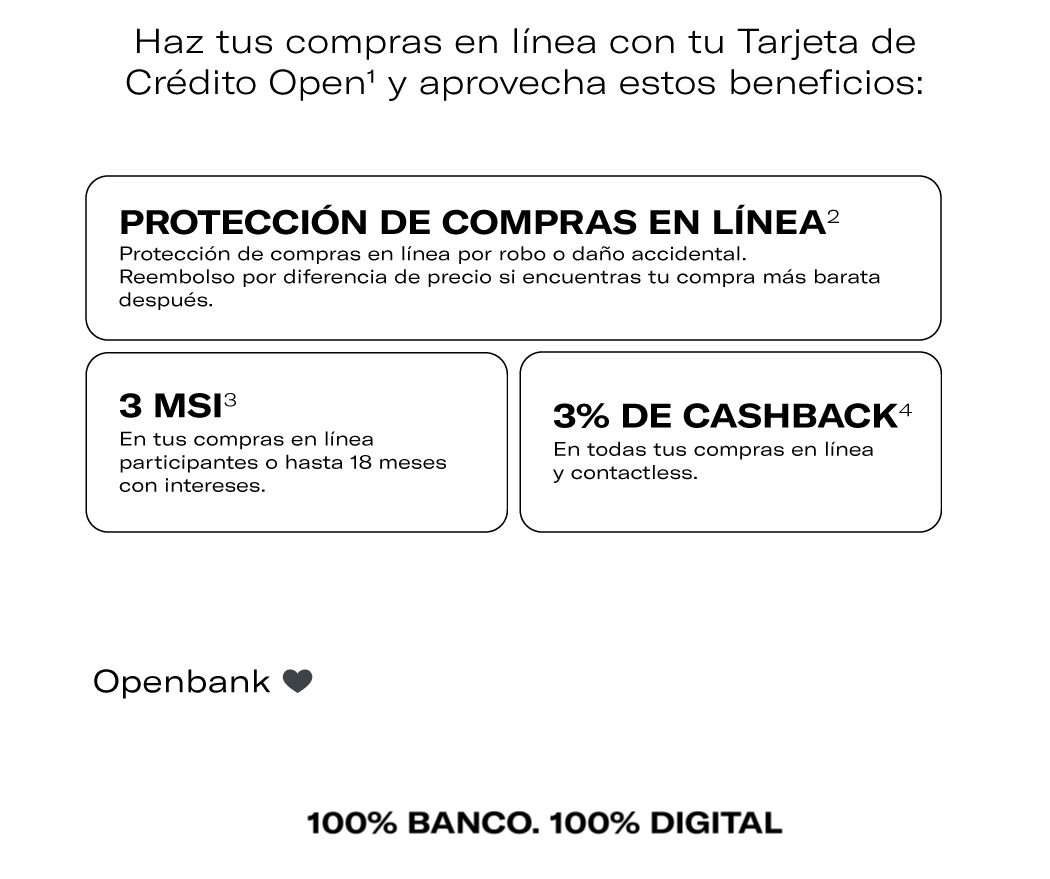 Haz tus compras en línea con tu Tarjeta de
Crédito Open¹ y aprovecha estos beneficios:
PROTECCIÓN DE COMPRAS EN LÍNEA²
Protección de compras en línea por robo o daño accidental.
Reembolso por diferencia de precio si encuentras tu compra más barata
después.
3 MSI³
En tus compras en línea
participantes o hasta 18 meses
con intereses.
3% DE CASHBACK⁴
En todas tus compras en línea
y contactless.
Openbank
100% BANCO. 100% DIGITAL